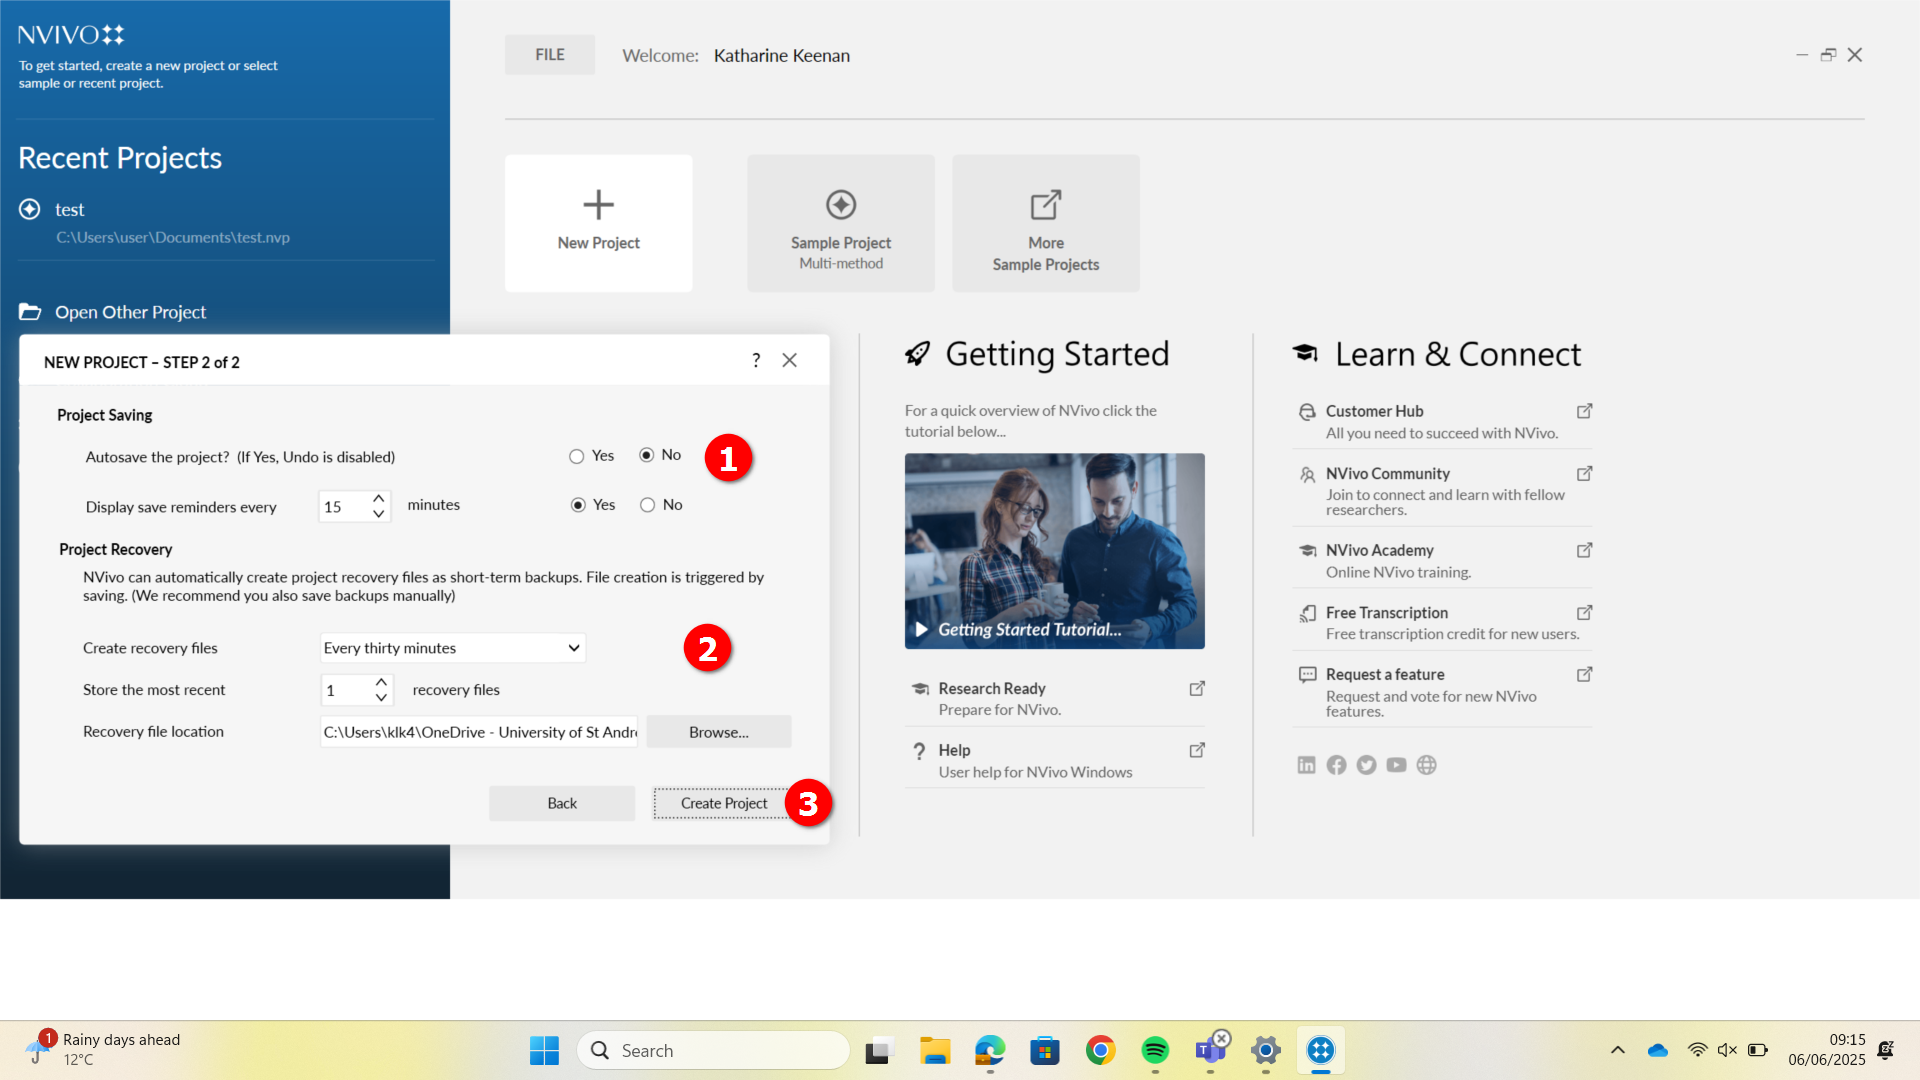 NVIVO
To get started, create a new project or select
sample or recent project.
Recent Projects
test
C:\Users\user\Documents\test.nvp
Open Other Project
FILE
Welcome: Katharine Keenan
New Project
Sample Project
Multi-method
More
Sample Projects
NEW PROJECT – STEP 2 of 2
?
Project Saving
Autosave the project? (If Yes, Undo is disabled)
Yes
No
1
Display save reminders every
15
minutes
Yes
No
Project Recovery
NVivo can automatically create project recovery files as short-term backups. File creation is triggered by
saving. (We recommend you also save backups manually)
Create recovery files
Every thirty minutes
2
Store the most recent
1
recovery files
Recovery file location
C:\Users\klk4\OneDrive - University of St Andr
Browse...
Back
Create Project
3
Getting Started
For a quick overview of NVivo click the
tutorial below...
Getting Started Tutorial...
Research Ready
Prepare for NVivo.
? Help
User help for NVivo Windows
Learn & Connect
Customer Hub
All you need to succeed with NVivo.
NVivo Community
Join to connect and learn with fellow
researchers.
NVivo Academy
Online NVivo training.
Free Transcription
Free transcription credit for new users.
Request a feature
Request and vote for new NVivo
features.
1
Rainy days ahead
12°C
Search
09:15
06/06/2025